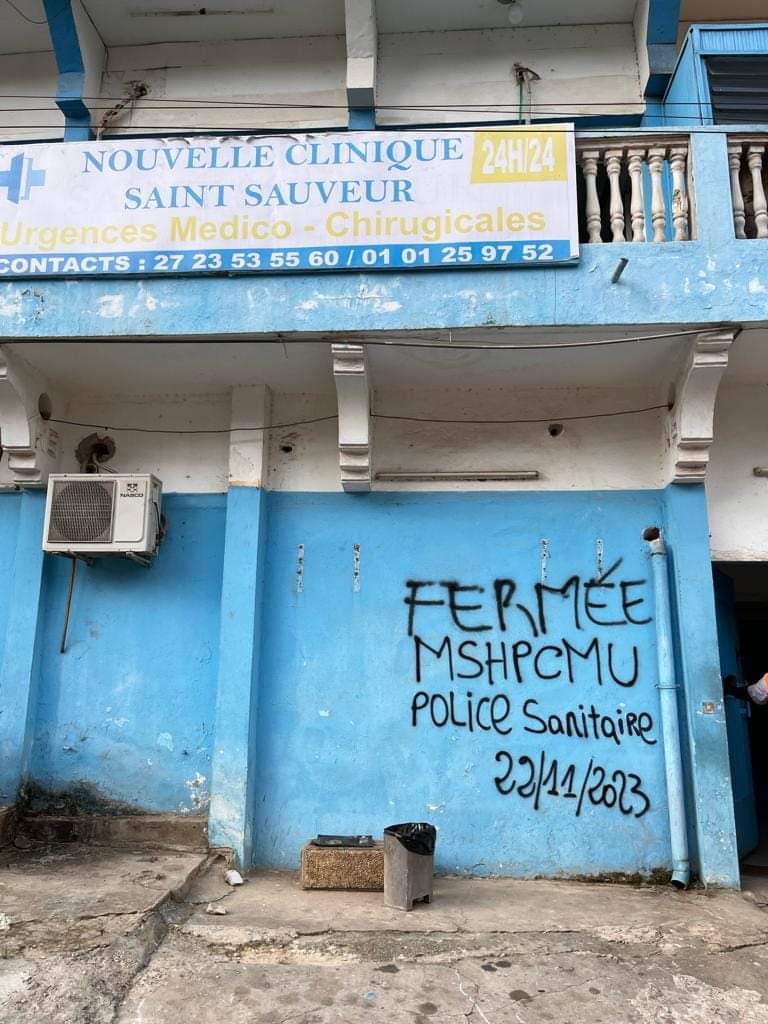 NOUVELLE CLINIQUE
24H/24
SAINT SAUVEUR
Urgences Medico - Chirugicales
CONTACTS : 27 23 53 55 60 / 01 01 25 97 52
NASCO
FERMÉE
MSHPCMU
POLICE SANITAIRE
22/11/2023